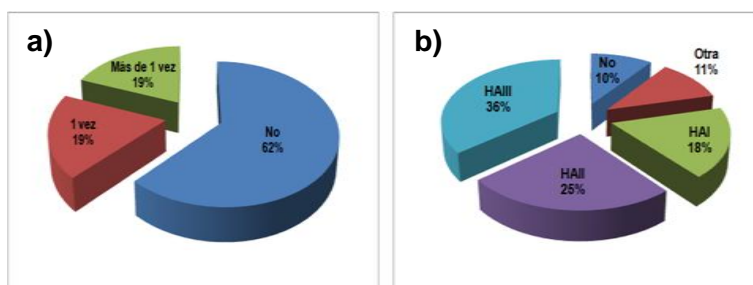 a)
Más de 1 vez
19%
1 vez
19%
No
62%
b)
No
10%
Otra
11%
HAI
18%
HAII
25%
HAIII
36%